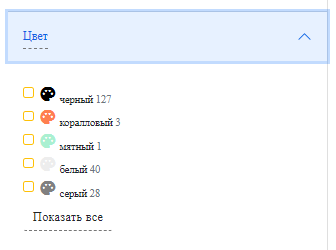 Цвет
черный 127
коралловый 3
мятный 1
белый 40
серый 28
Показать все